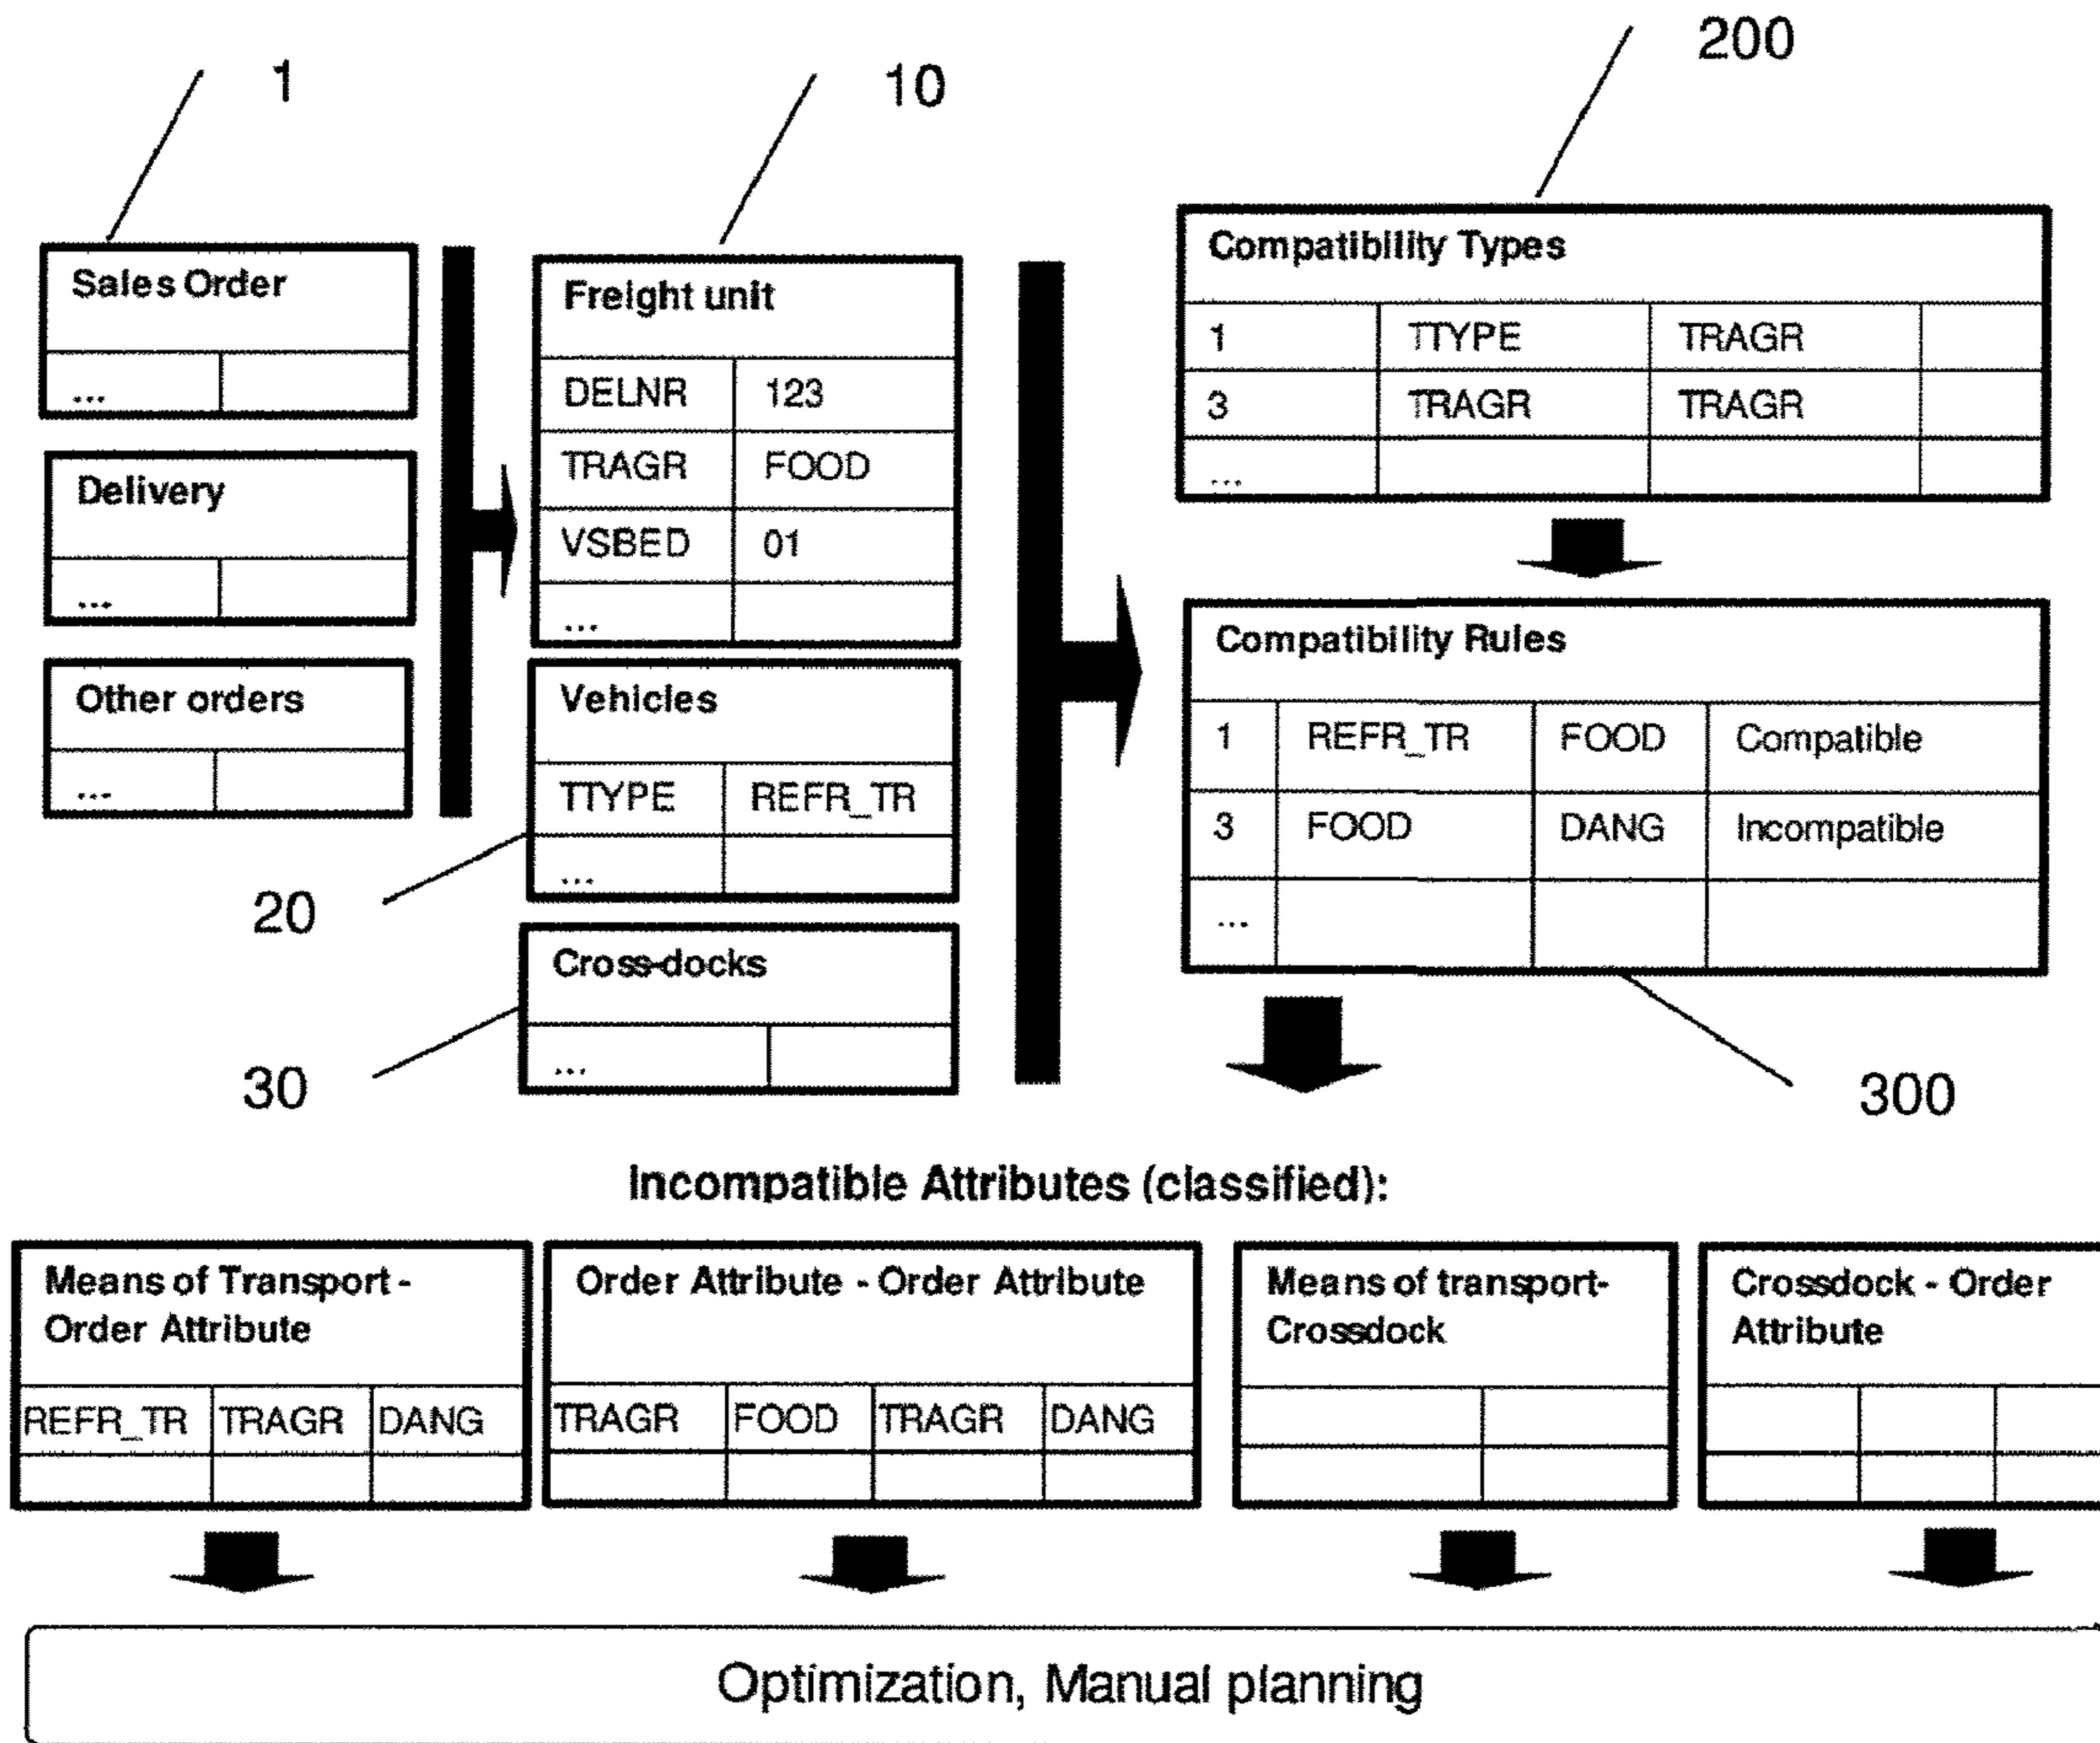 1
10
200
Sales Order
...
Delivery
...
Other orders
...
Freight unit
DELNR 123
TRAGR FOOD
VSBED 01
...
Vehicles
TTYPE REFR_TR
...
20
Cross-docks
...
30
Compatibility Types
1 TTYPE TRAGR
3 TRAGR TRAGR
...
Compatibility Rules
1 REFR_TR FOOD Compatible
3 FOOD DANG Incompatible
...
300
Incompatible Attributes (classified):
Means of Transport -
Order Attribute
REFR_TR TRAGR DANG
Order Attribute - Order Attribute
TRAGR FOOD TRAGR DANG
Means of transport-
Crossdock
Crossdock - Order
Attribute
Optimization, Manual planning